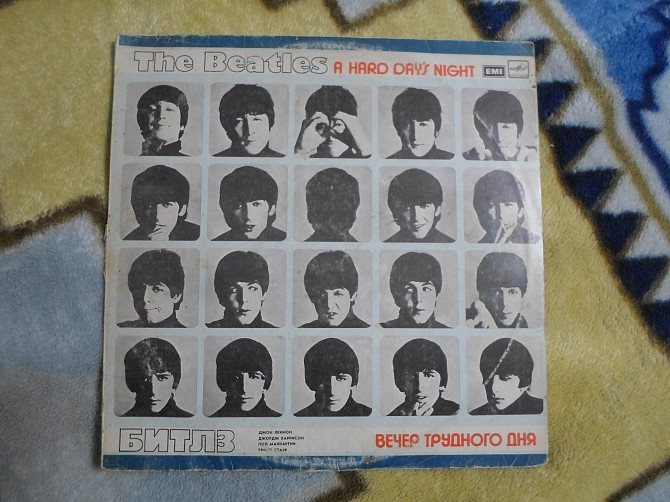 The Beatles A HARD DAY'S NIGHT EMI
БИТЛЗ
ДЖОН ЛЕННОН
ДЖОРДЖ ХАРРИСОН
ПОЛ МАККАРТНИ
РИНГО СТАРР
ВЕЧЕР ТРУДНОГО ДНЯ